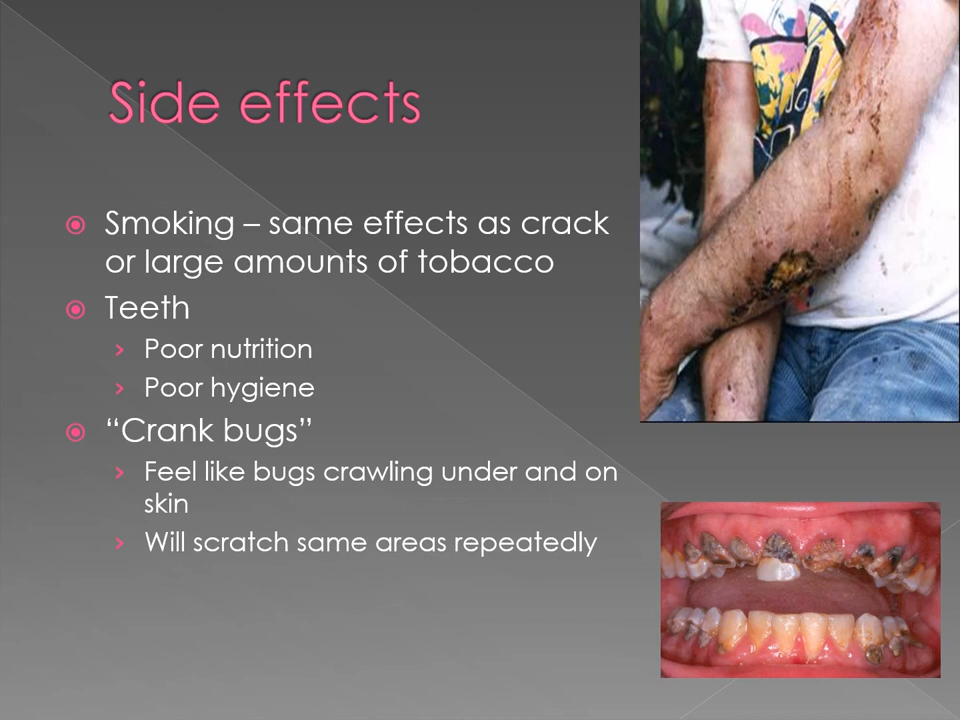 Side effects
Smoking – same effects as crack
or large amounts of tobacco
Teeth
Poor nutrition
Poor hygiene
“Crank bugs”
Feel like bugs crawling under and on
skin
Will scratch same areas repeatedly